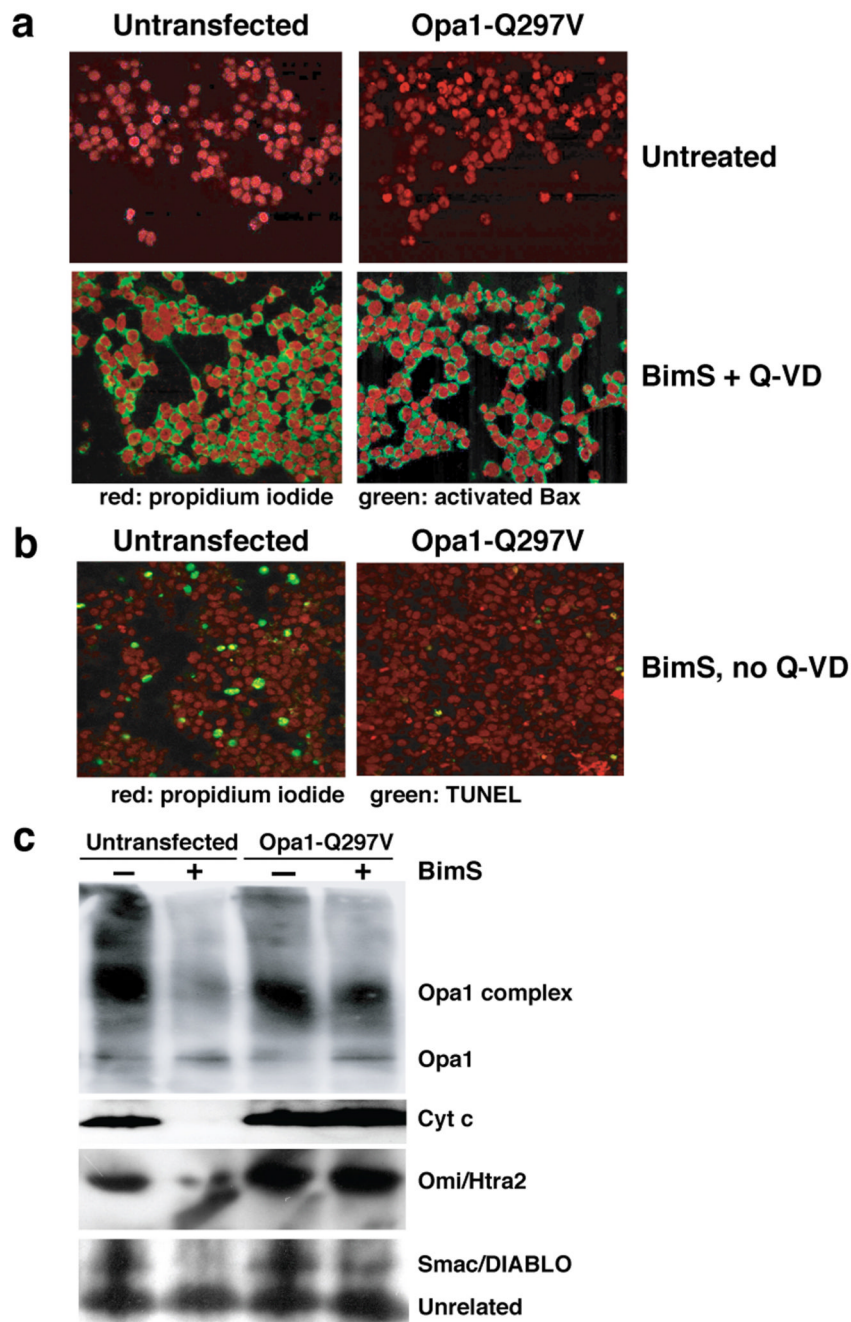 a
Untransfected Opa1-Q297V
Untreated
BimS + Q-VD
red: propidium iodide green: activated Bax
b
Untransfected Opa1-Q297V
BimS, no Q-VD
red: propidium iodide green: TUNEL
c
Untransfected Opa1-Q297V
– + – + BimS
Opa1 complex
Opa1
Cyt c
Omi/Htra2
Smac/DIABLO
Unrelated